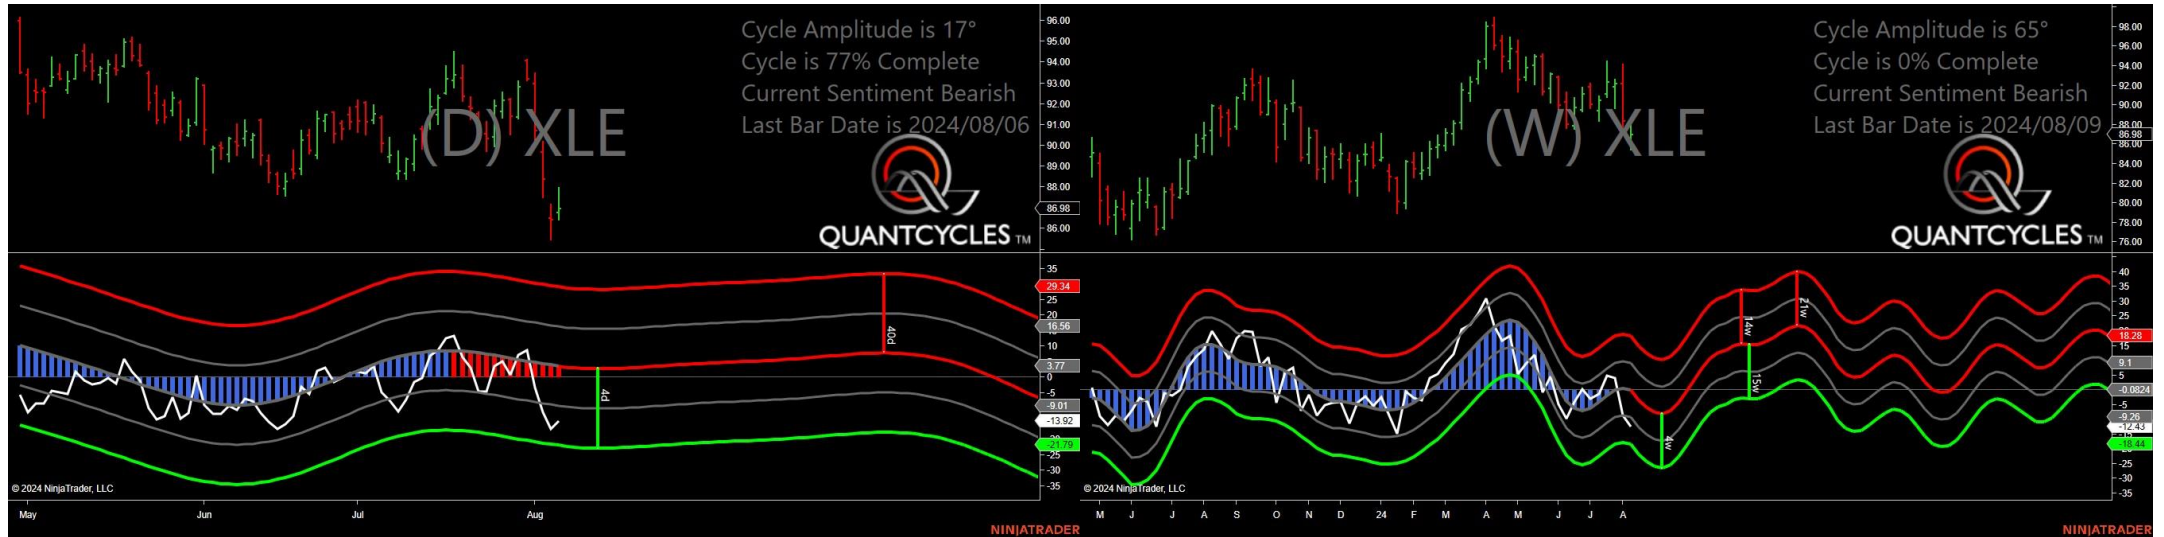 Cycle Amplitude is 17°
Cycle is 77% Complete
Current Sentiment Bearish
Last Bar Date is 2024/08/06
(D) XLE
QUANTCYCLES TM
96.00
95.00
94.00
93.00
92.00
91.00
90.00
89.00
88.00
86.98
86.00
35
29.34
25
16.56
10
3.77
0
-5
-9.01
-13.92
-21.79
-25
-30
-35
40d
4d
© 2024 NinjaTrader, LLC
May Jun Jul Aug
NINJATRADER
Cycle Amplitude is 65°
Cycle is 0% Complete
Current Sentiment Bearish
Last Bar Date is 2024/08/09
(W) XLE
QUANTCYCLES TM
98.00
96.00
94.00
92.00
90.00
86.98
86.00
84.00
82.00
80.00
78.00
76.00
40
35
30
25
18.28
15
9.1
5
-0.0824
-5
-9.26
-12.43
-18.44
-25
-30
-35
14w
21w
15w
4w
© 2024 NinjaTrader, LLC
M J J A S O N D 24 F M A M J J A
NINJATRADER